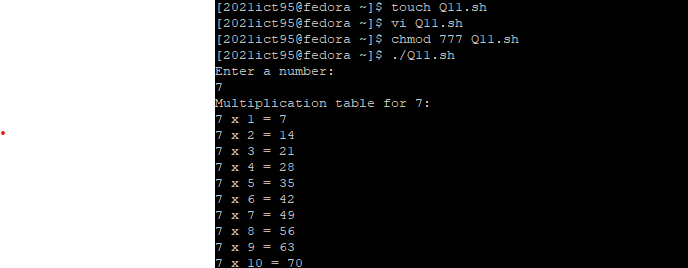 [2021ict95@fedora ~]$ touch Q11.sh
[2021ict95@fedora ~]$ vi Q11.sh
[2021ict95@fedora ~]$ chmod 777 Q11.sh
[2021ict95@fedora ~]$ ./Q11.sh
Enter a number:
7
Multiplication table for 7:
7 x 1 = 7
7 x 2 = 14
7 x 3 = 21
7 x 4 = 28
7 x 5 = 35
7 x 6 = 42
7 x 7 = 49
7 x 8 = 56
7 x 9 = 63
7 x 10 = 70